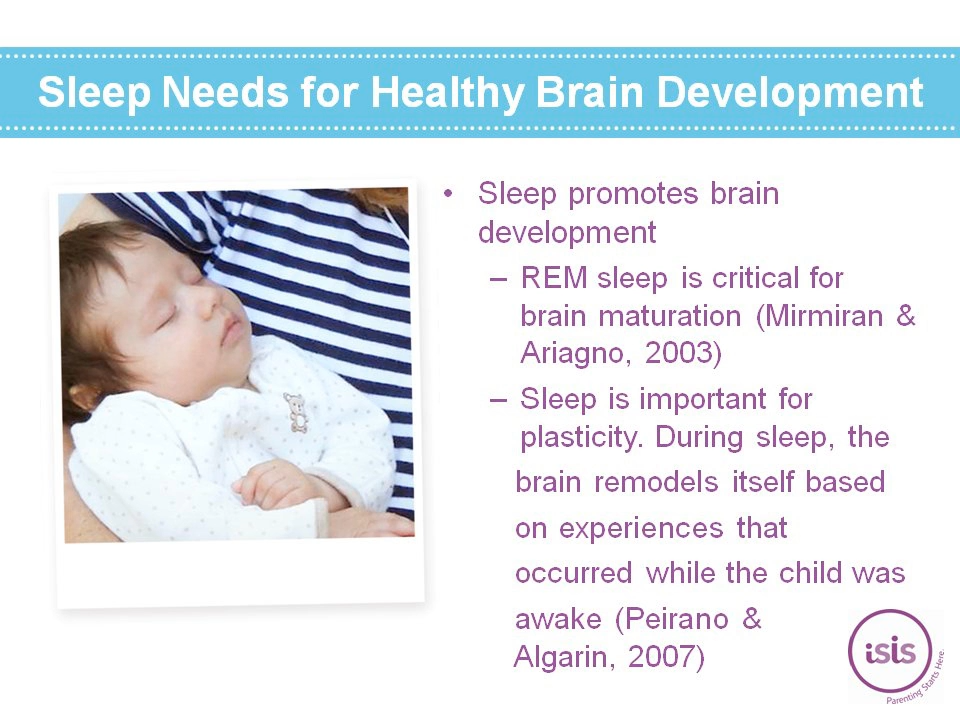 Sleep Needs for Healthy Brain Development
• Sleep promotes brain
development
– REM sleep is critical for
brain maturation (Mirmiran &
Ariagno, 2003)
– Sleep is important for
plasticity. During sleep, the
brain remodels itself based
on experiences that
occurred while the child was
awake (Peirano &
Algarin, 2007)
isis
Parenting Starts Here.